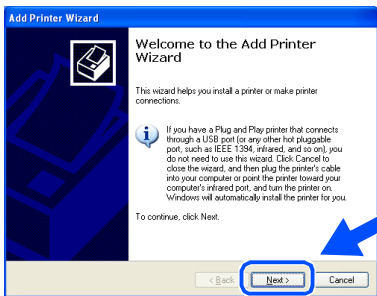 Add Printer Wizard
Welcome to the Add Printer
Wizard
This wizard helps you install a printer or make printer
connections.
If you have a Plug and Play printer that connects
through a USB port (or any other hot pluggable
port, such as IEEE 1394, infrared, and so on), you
do not need to use this wizard. Click Cancel to
close the wizard, and then plug the printer's cable
into your computer or point the printer toward your
computer's infrared port, and turn the printer on.
Windows will automatically install the printer for you.
To continue, click Next.
< Back Next > Cancel